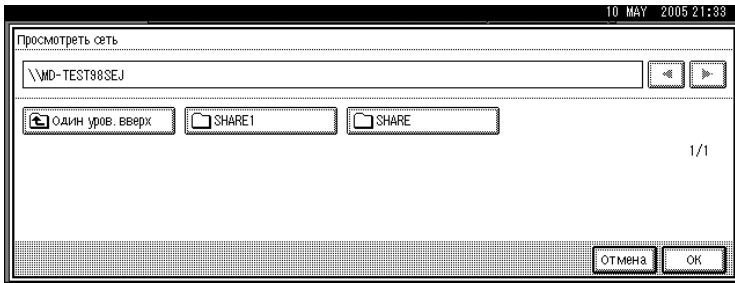 10 MAY 2005 21:33
Просмотреть сеть
\\MD-TEST98SEJ
Один уров. вверх SHARE1 SHARE
1/1
Отмена OK